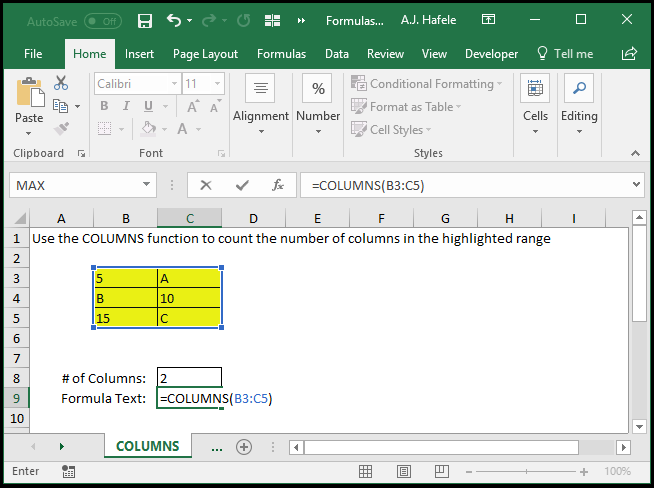 AutoSave Off Formulas... A.J. Hafele
File Home Insert Page Layout Formulas Data Review View Developer Tell me
Calibri 11 % Conditional Formatting
Format as Table
Paste B I U A A Alignment Number Cell Styles Cells Editing
A
Clipboard Font Styles
MAX fx =COLUMNS(B3:C5)
A B C D E F G H I
1 Use the COLUMNS function to count the number of columns in the highlighted range
2
3 5 A
4 B 10
5 15 C
6
7
8 # of Columns: 2
9 Formula Text: =COLUMNS(B3:C5)
10
COLUMNS ...
Enter 100%